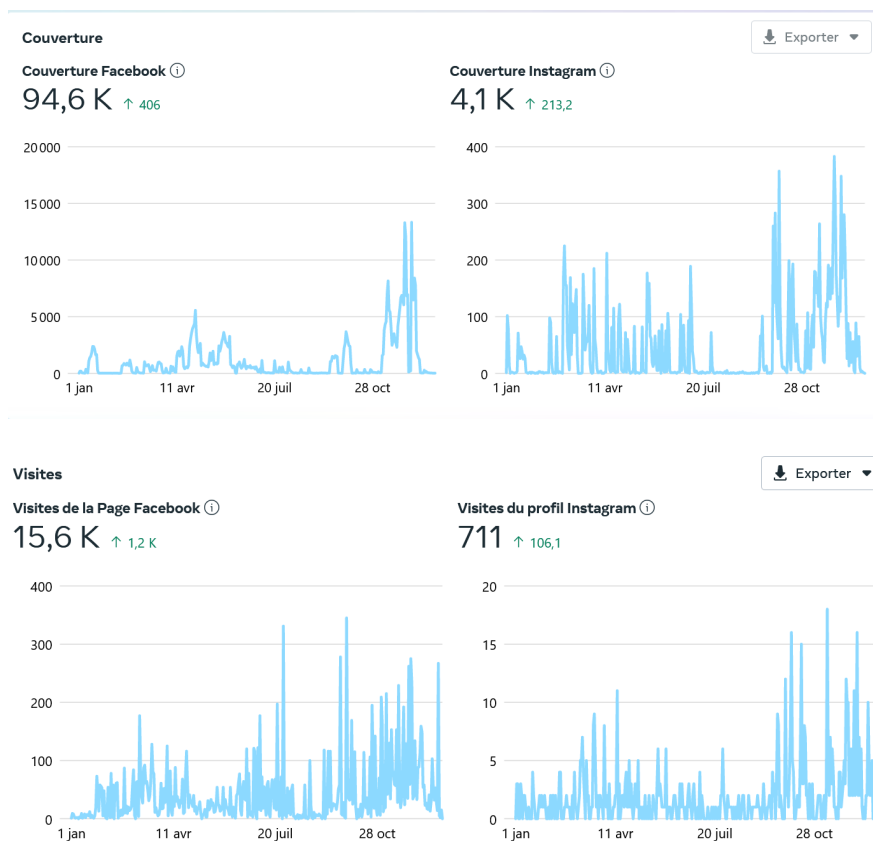 Couverture
Exporter
Couverture Facebook
94,6 K ↑ 406
20 000
15 000
10 000
5 000
0
1 jan 11 avr 20 juil 28 oct
Couverture Instagram
4,1 K ↑ 213,2
400
300
200
100
0
1 jan 11 avr 20 juil 28 oct
Visites
Exporter
Visites de la Page Facebook
15,6 K ↑ 1,2 K
400
300
200
100
0
1 jan 11 avr 20 juil 28 oct
Visites du profil Instagram
711 ↑ 106,1
20
15
10
5
0
1 jan 11 avr 20 juil 28 oct